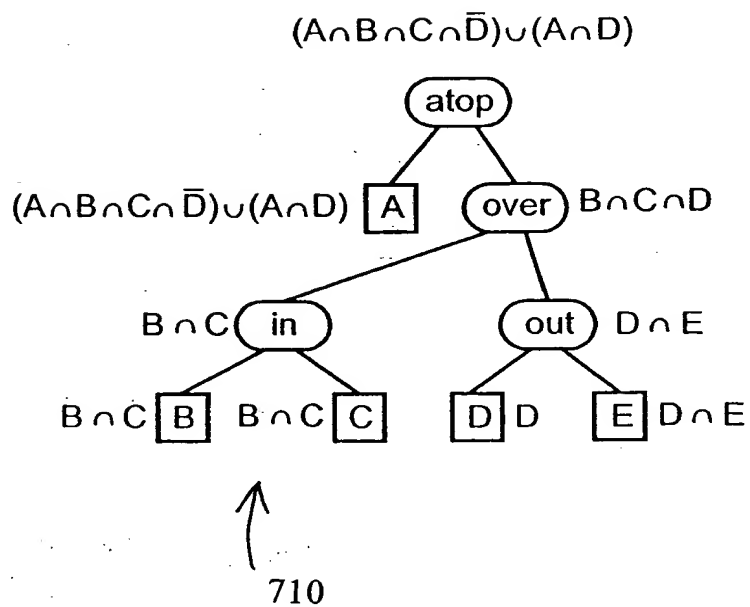 (A∩B∩C∩D̅)∪(A∩D)
atop
(A∩B∩C∩D̅)∪(A∩D) A over B∩C∩D
B∩C in out D∩E
B∩C B B∩C C D D E D∩E
710